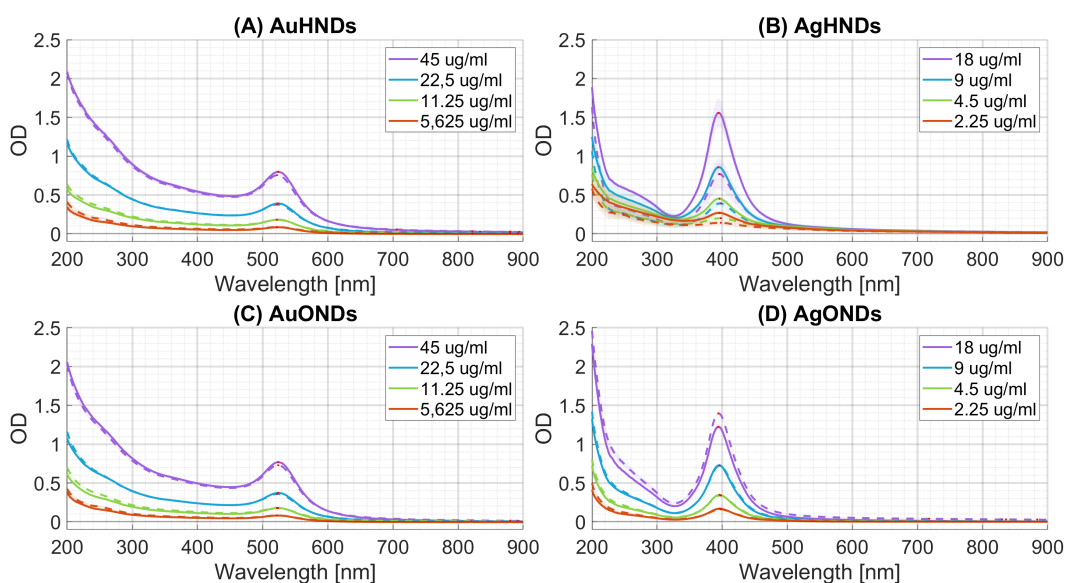 (A) AuHNDs
2.5
2
1.5
1
0.5
0
OD
200 300 400 500 600 700 800 900
Wavelength [nm]
45 ug/ml
22,5 ug/ml
11.25 ug/ml
5,625 ug/ml
(B) AgHNDs
2.5
2
1.5
1
0.5
0
OD
200 300 400 500 600 700 800 900
Wavelength [nm]
18 ug/ml
9 ug/ml
4.5 ug/ml
2.25 ug/ml
(C) AuONDs
2.5
2
1.5
1
0.5
0
OD
200 300 400 500 600 700 800 900
Wavelength [nm]
45 ug/ml
22,5 ug/ml
11.25 ug/ml
5,625 ug/ml
(D) AgONDs
2.5
2
1.5
1
0.5
0
OD
200 300 400 500 600 700 800 900
Wavelength [nm]
18 ug/ml
9 ug/ml
4.5 ug/ml
2.25 ug/ml